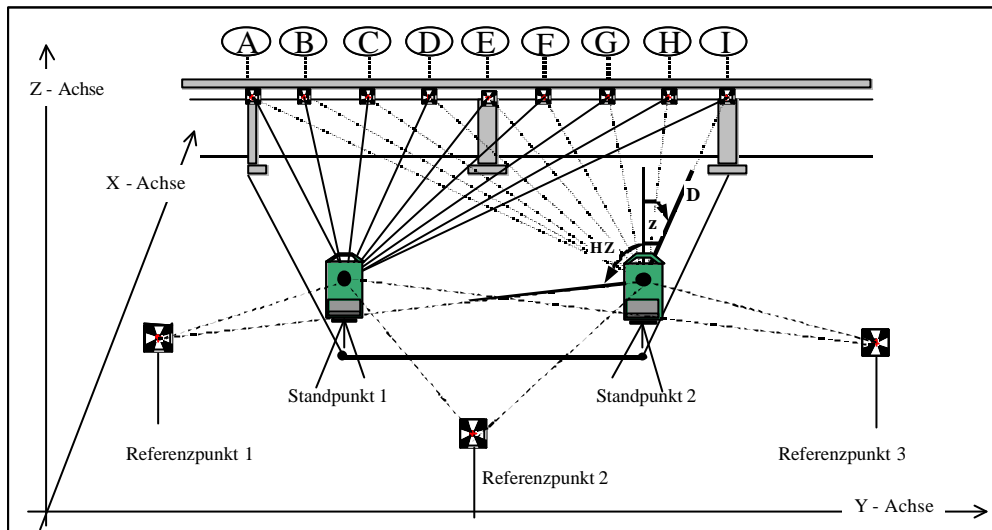 A B C D E F G H I
Z - Achse
X - Achse
D
z
HZ
Standpunkt 1
Standpunkt 2
Referenzpunkt 1
Referenzpunkt 2
Referenzpunkt 3
Y - Achse